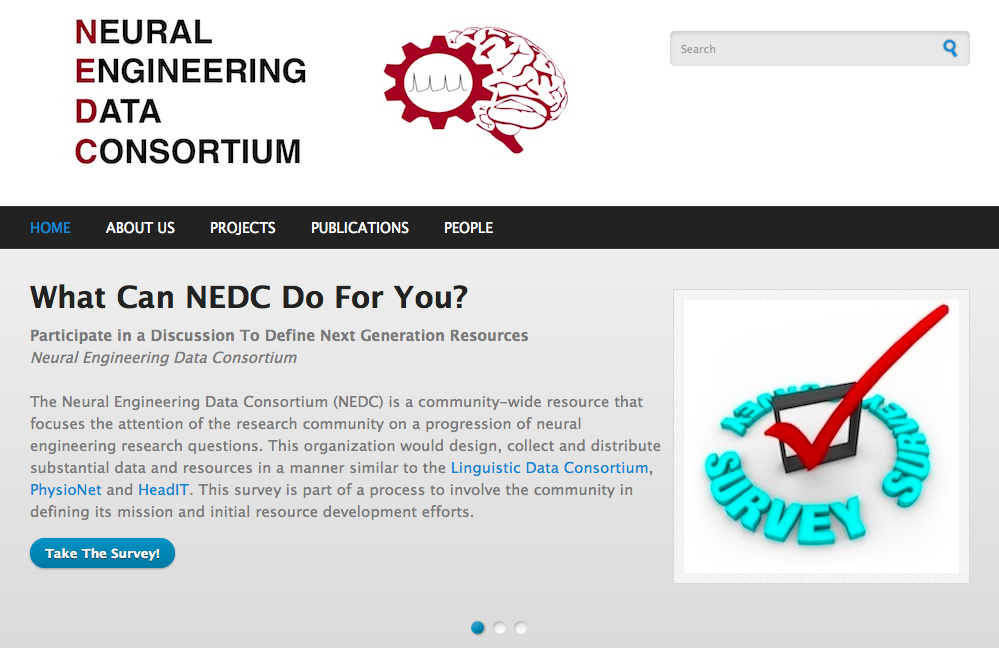 NEURAL
ENGINEERING
DATA
CONSORTIUM
Search
HOME ABOUT US PROJECTS PUBLICATIONS PEOPLE
What Can NEDC Do For You?
Participate in a Discussion To Define Next Generation Resources
Neural Engineering Data Consortium
The Neural Engineering Data Consortium (NEDC) is a community-wide resource that
focuses the attention of the research community on a progression of neural
engineering research qustions. This organization would design, collect and distribute
substantial data and resources in a manner similar to the Linguistic Data Consortium,
PhysioNet and HeadIT. This survey is part of a process to involve the community in
defining its mission and initial resource development efforts.
Take The Survey!
SURVEY SURVEY SURVEY